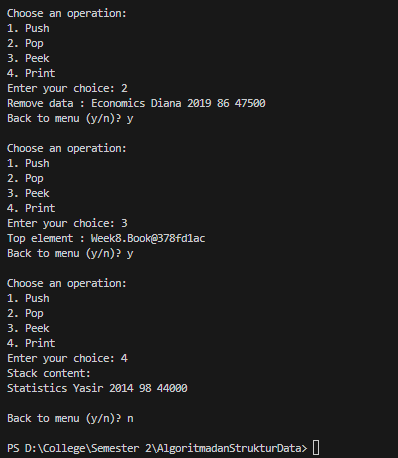 Choose an operation:
1. Push
2. Pop
3. Peek
4. Print
Enter your choice: 2
Remove data : Economics Diana 2019 86 47500
Back to menu (y/n)? y
Choose an operation:
1. Push
2. Pop
3. Peek
4. Print
Enter your choice: 3
Top element : Week8.Book@378fd1ac
Back to menu (y/n)? y
Choose an operation:
1. Push
2. Pop
3. Peek
4. Print
Enter your choice: 4
Stack content:
Statistics Yasir 2014 98 44000
Back to menu (y/n)? n
PS D:\College\Semester 2\AlgoritmadanStrukturData>